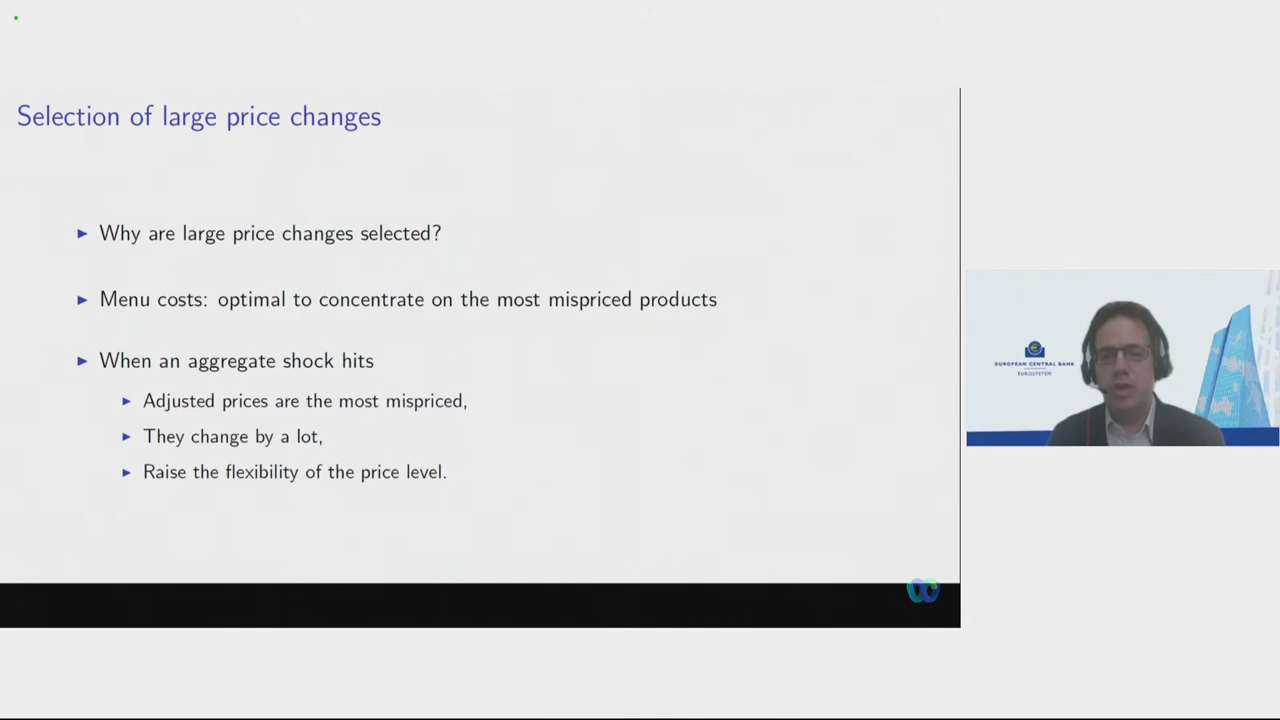 Selection of large price changes
Why are large price changes selected?
Menu costs: optimal to concentrate on the most mispriced products
When an aggregate shock hits
Adjusted prices are the most mispriced,
They change by a lot,
Raise the flexibility of the price level.
EUROPEAN CENTRAL BANK
EUROSYSTEM